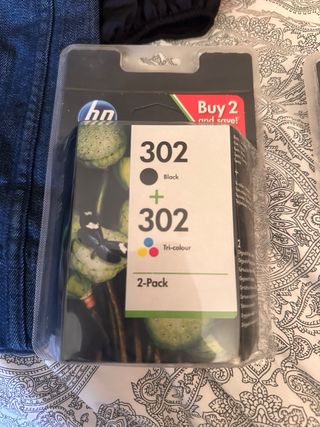 hp
Buy 2
and save!
302
Black
+
302
Tri-colour
2-Pack